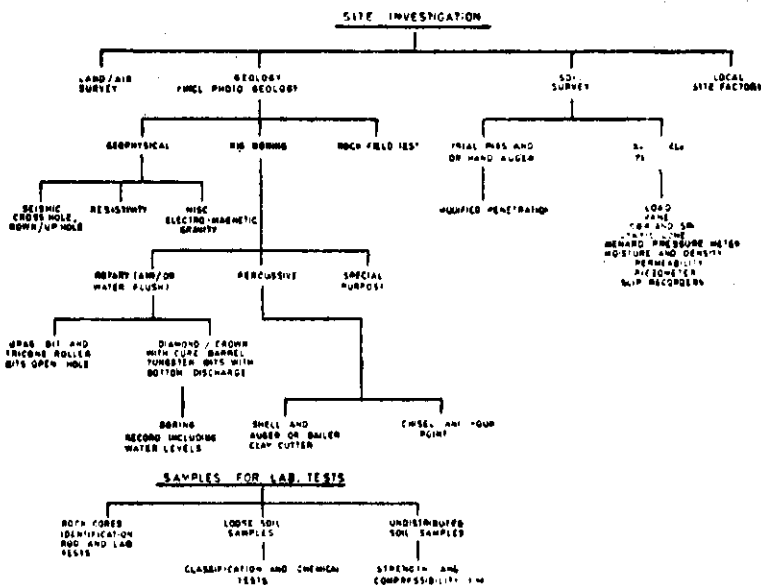 SITE INVESTIGATION
LAND/AIR
SURVEY
GEOLOGY
PHOTO GEOLOGY
SURVEY
LOCAL
SITE FACTORS
GEOPHYSICAL
RIG BORING
ROCK FIELD TEST
TRIAL PITS AND
OR HAND AUGER
SEISMIC
CROSS HOLE,
DOWN/UP HOLE
RESISTIVITY
MISC
ELECTRO-MAGNETIC
GRAVITY
MODIFIED PENETRATION
LOAD
VANE
CBR AND
CONE
MENARD PRESSURE METER
MOISTURE AND DENSITY
PERMEABILITY
PIEZOMETER
SLIP RECORDERS
ROTARY (AIR/OR
WATER FLUSH)
PERCUSSIVE
SPECIAL
PURPOSE
DRAG BIT AND
TRICONE ROLLER
BITS OPEN HOLE
DIAMOND / CROWN
WITH CORE BARREL
TUNGSTEN BITS WITH
BOTTOM DISCHARGE
BORING
RECORD INCLUDING
WATER LEVELS
SHELL AND
AUGER OR BAILER
CLAY CUTTER
CHISEL AND FOUR
POINT
SAMPLES FOR LAB. TESTS
ROCK CORES
IDENTIFICATION
RQD AND LAB
TESTS
LOOSE SOIL
SAMPLES
UNDISTRIBUTED
SOIL SAMPLES
CLASSIFICATION AND CHEMICAL
TESTS
STRENGTH AND
COMPRESSIBILITY